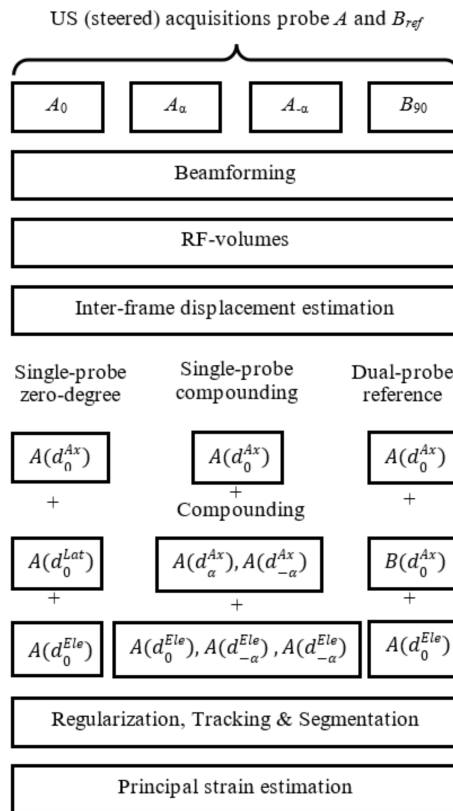 US (steered) acquisitions probe A and B_ref
A_0 A_α A_-α B_90
Beamforming
RF-volumes
Inter-frame displacement estimation
Single-probe Single-probe Dual-probe
zero-degree compounding reference
A(d_0^Ax) A(d_0^Ax) A(d_0^Ax)
+ + +
Compounding
A(d_0^Lat) A(d_α^Ax), A(d_-α^Ax) B(d_0^Ax)
+ + +
A(d_0^Ele) A(d_0^Ele), A(d_-α^Ele) , A(d_-α^Ele) A(d_0^Ele)
Regularization, Tracking & Segmentation
Principal strain estimation